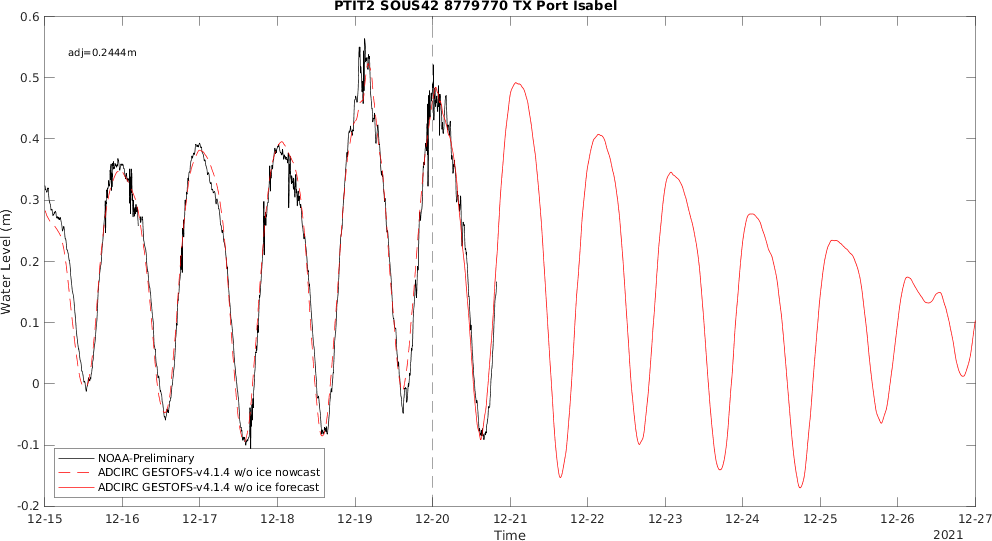 PTIT2 SOUS42 8779770 TX Port Isabel
adj=0.2444m
0.6
0.5
0.4
0.3
0.2
0.1
0
-0.1
-0.2
Water Level (m)
NOAA-Preliminary
ADCIRC GESTOFS-v4.1.4 w/o ice nowcast
ADCIRC GESTOFS-v4.1.4 w/o ice forecast
12-15 12-16 12-17 12-18 12-19 12-20 12-21 12-22 12-23 12-24 12-25 12-26 12-27
Time
2021